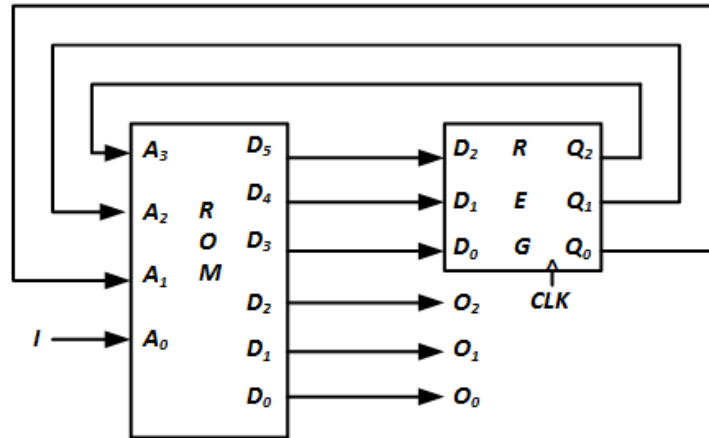 A3 D5 D2 R Q2
A2 R D4 D1 E Q1
O D3 D0 G Q0
A1 M
D2 O2 CLK
I A0
D1 O1
D0 O0